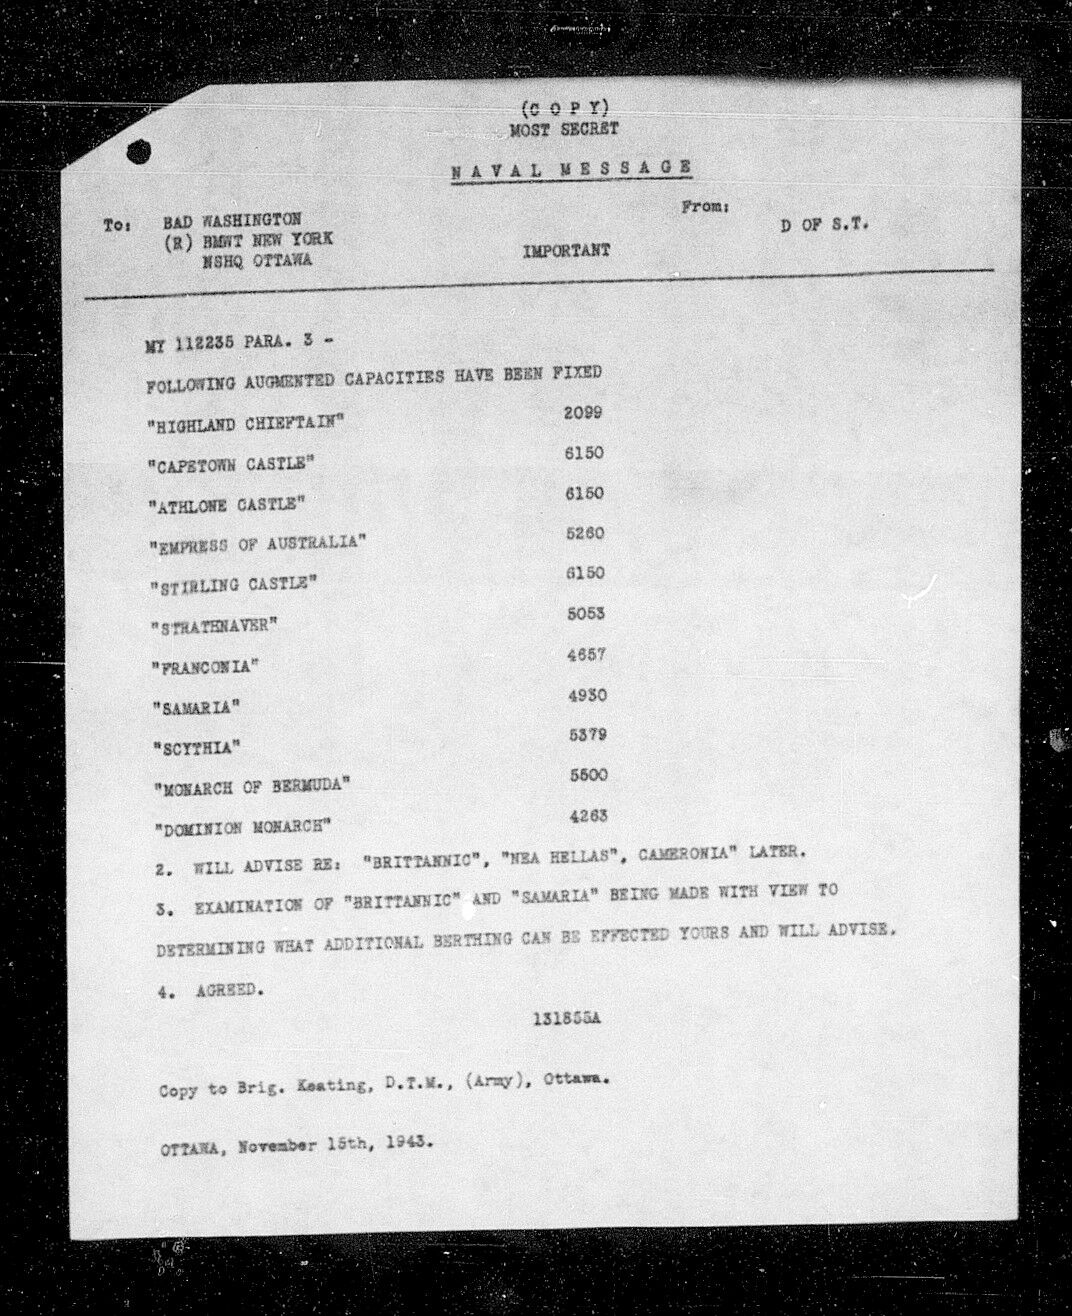 (C O P Y)
MOST SECRET
N A V A L M E S S A G E
To: BAD WASHINGTON
(R) BMWT NEW YORK
NSHQ OTTAWA
IMPORTANT
From:
D OF S.T.
MY 112235 PARA. 3 -
FOLLOWING AUGMENTED CAPACITIES HAVE BEEN FIXED
"HIGHLAND CHIEFTAIN" 2099
"CAPETOWN CASTLE" 6150
"ATHLONE CASTLE" 6150
"EMPRESS OF AUSTRALIA" 5260
"STIRLING CASTLE" 6150
"STRATHNAVER" 5053
"FRANCONIA" 4657
"SAMARIA" 4930
"SCYTHIA" 5379
"MONARCH OF BERMUDA" 5500
"DOMINION MONARCH" 4263
2. WILL ADVISE RE: "BRITTANNIC", "NEA HELLAS", CAMERONIA" LATER.
3. EXAMINATION OF "BRITTANNIC" AND "SAMARIA" BEING MADE WITH VIEW TO
DETERMINING WHAT ADDITIONAL BERTHING CAN BE EFFECTED YOURS AND WILL ADVISE.
4. AGREED.
131855A
Copy to Brig. Keating, D.T.M., (Army), Ottawa.
OTTAWA, November 15th, 1943.